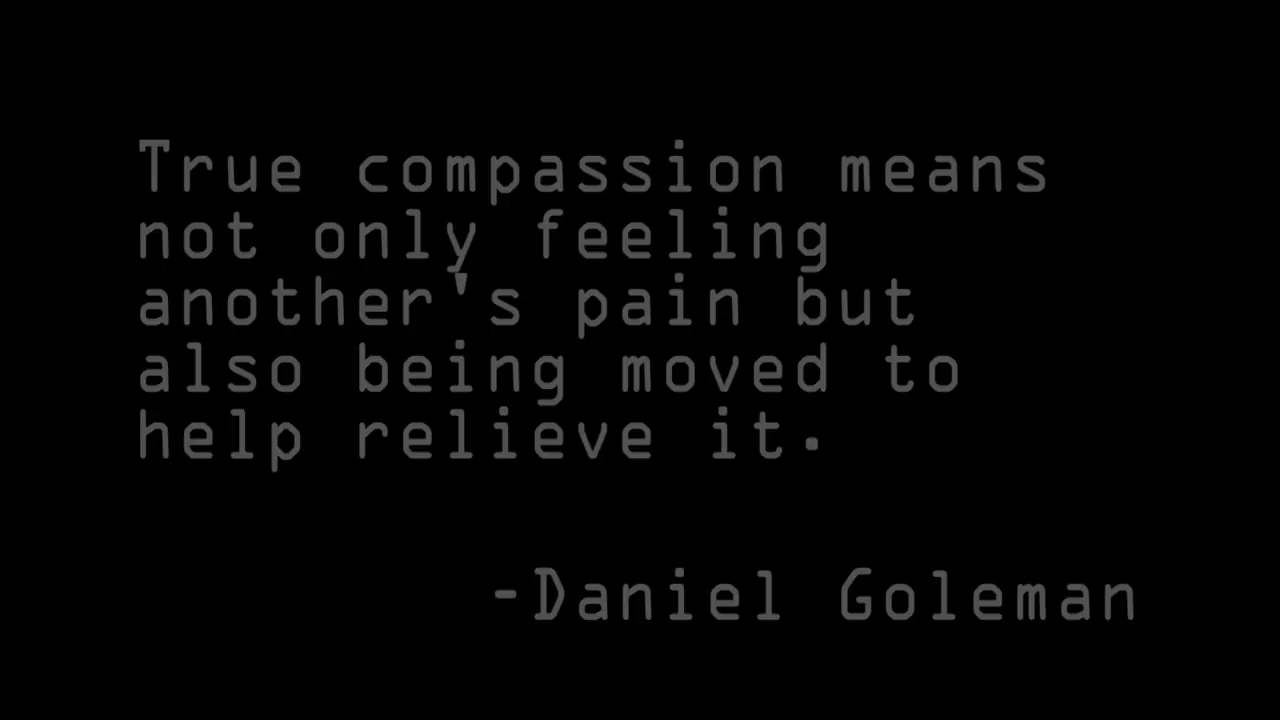 True compassion means
not only feeling
another's pain but
also being moved to
help relieve it.
-Daniel Goleman